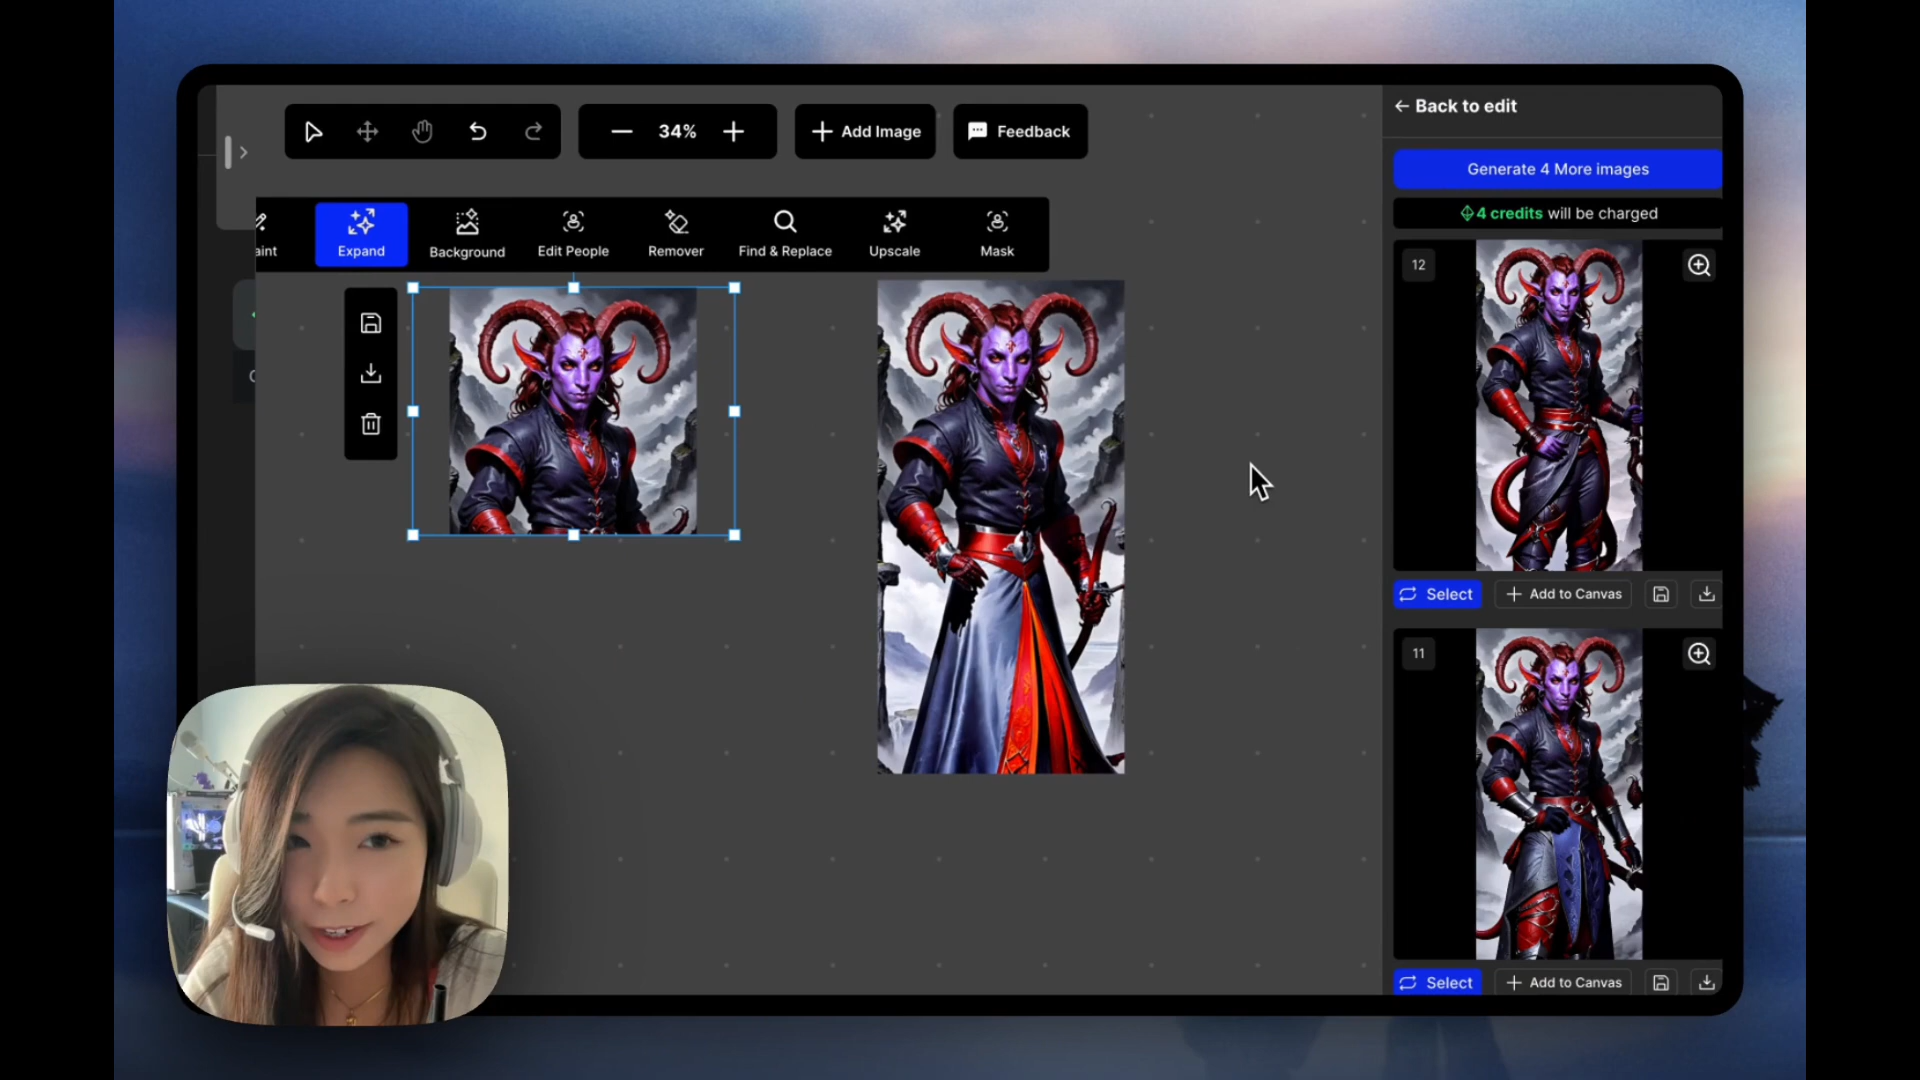 Back to edit
34%
Add Image
Feedback
Generate 4 More images
4 credits will be charged
aint
Expand
Background
Edit People
Remover
Find & Replace
Upscale
Mask
12
Select
Add to Canvas
11
Select
Add to Canvas